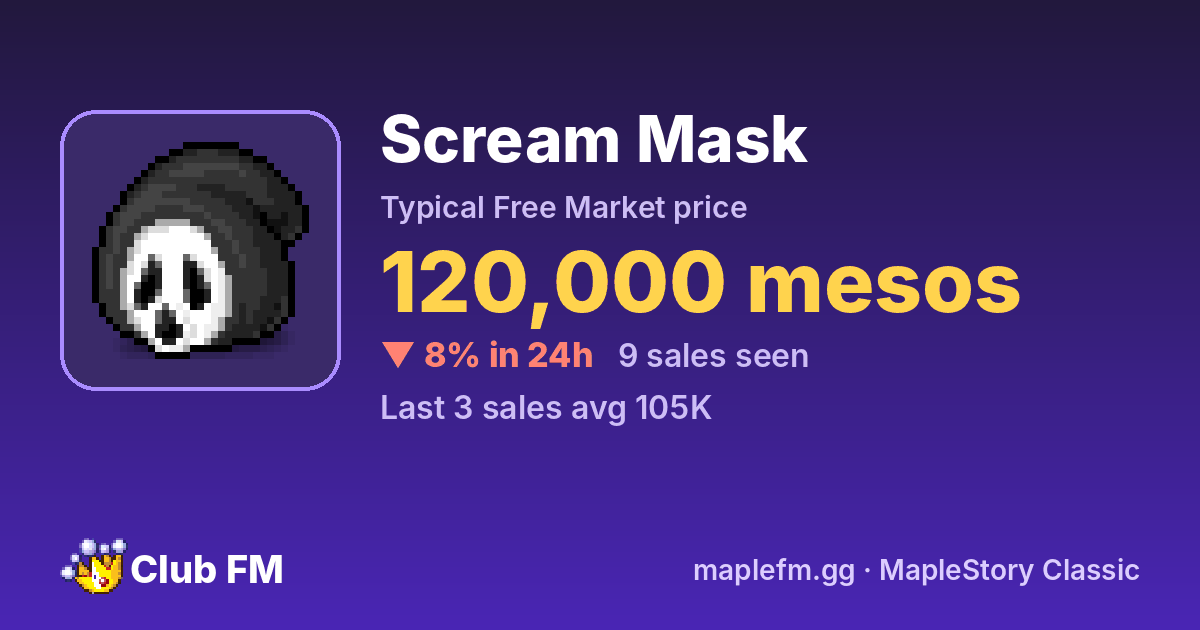 Scream Mask
Typical Free Market price
120,000 mesos
▼ 8% in 24h 9 sales seen
Last 3 sales avg 105K
Club FM
maplefm.gg · MapleStory Classic